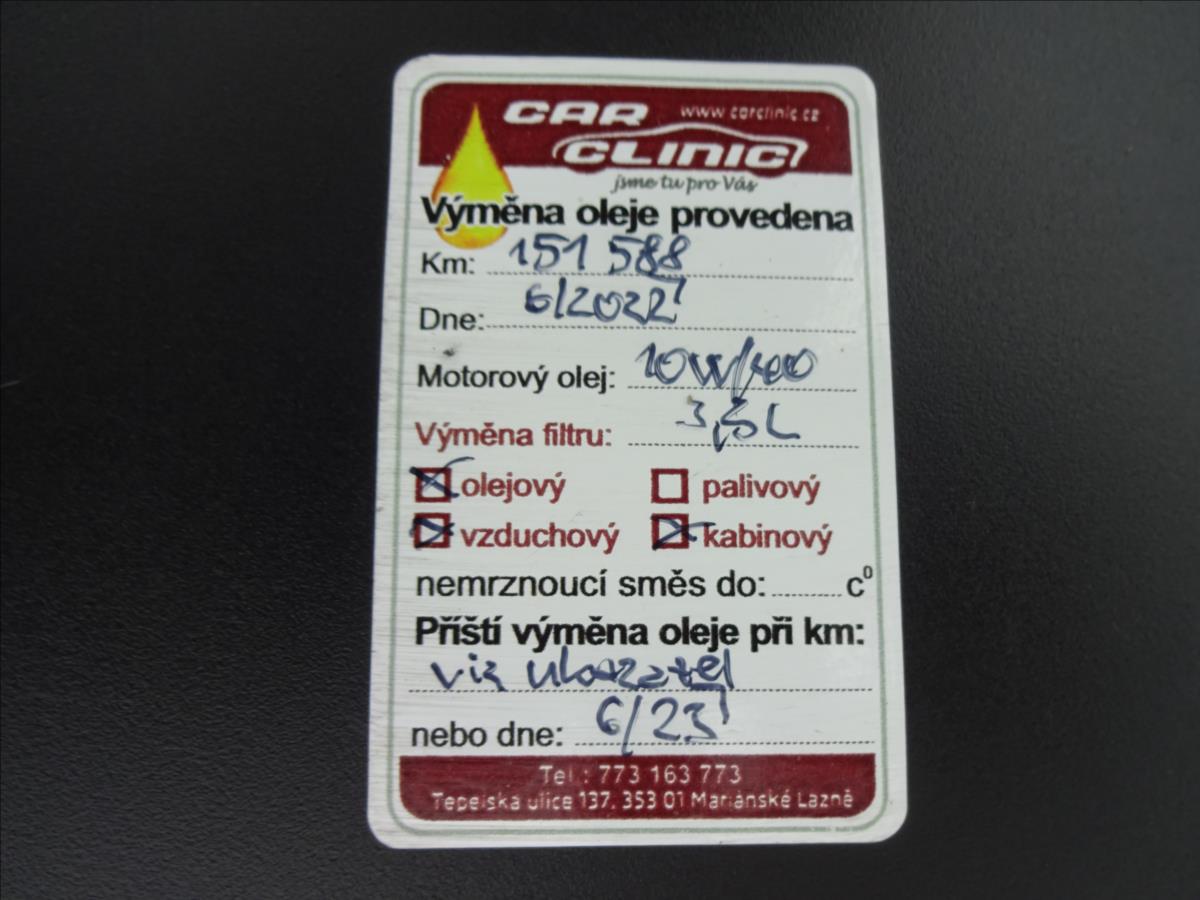 CAR www.carclinic.cz
CLINIC
jsme tu pro Vás
Výměna oleje provedena
Km: 151 588
Dne: 6/2022
Motorový olej: 10W/40
Výměna filtru: 3,5L
olejový palivový
vzduchový kabinový
nemrznoucí směs do: c⁰
Příští výměna oleje při km:
viz ukazatel
nebo dne: 6/23
Tel : 773 163 773
Tepelská ulice 137, 353 01 Mariánské Lazně